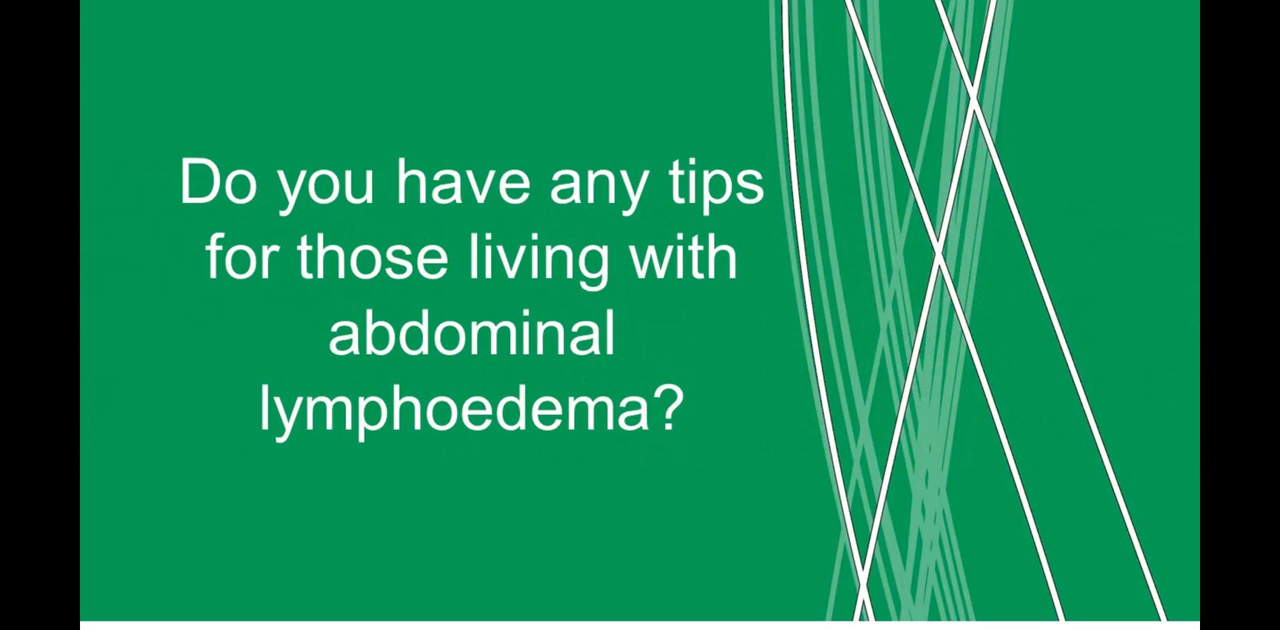 Do you have any tips
for those living with
abdominal
lymphoedema?